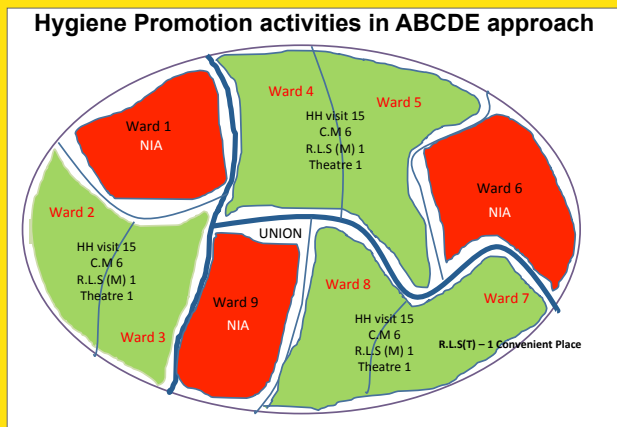 Hygiene Promotion activities in ABCDE approach
Ward 4
Ward 5
HH visit 15
C.M 6
R.L.S (M) 1
Theatre 1
Ward 1
NIA
Ward 6
NIA
Ward 2
HH visit 15
C.M 6
R.L.S (M) 1
Theatre 1
Ward 3
UNION
Ward 9
NIA
Ward 8
HH visit 15
C.M 6
R.L.S (M) 1
Theatre 1
Ward 7
R.L.S(T) – 1 Convenient Place